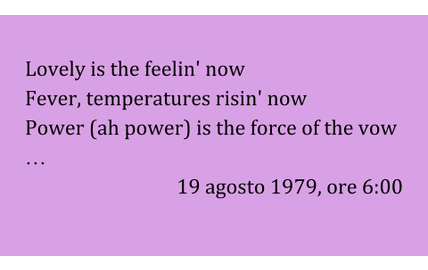 Lovely is the feelin' now
Fever, temperatures risin' now
Power (ah power) is the force of the vow
…
19 agosto 1979, ore 6:00